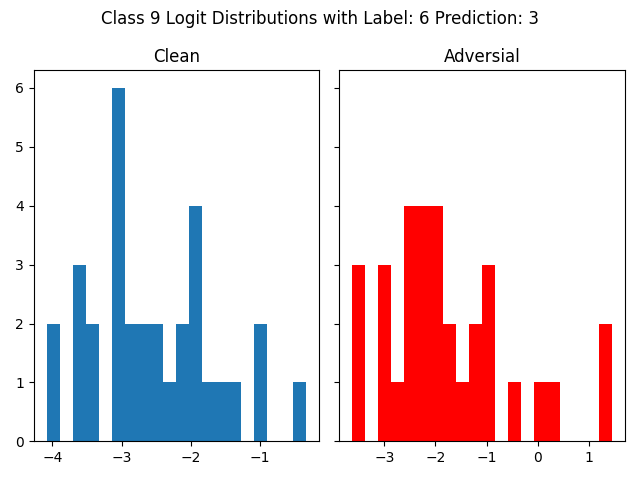 Class 9 Logit Distributions with Label: 6 Prediction: 3
Clean
Adversial
6
5
4
3
2
1
0
−4 −3 −2 −1
−3 −2 −1 0 1